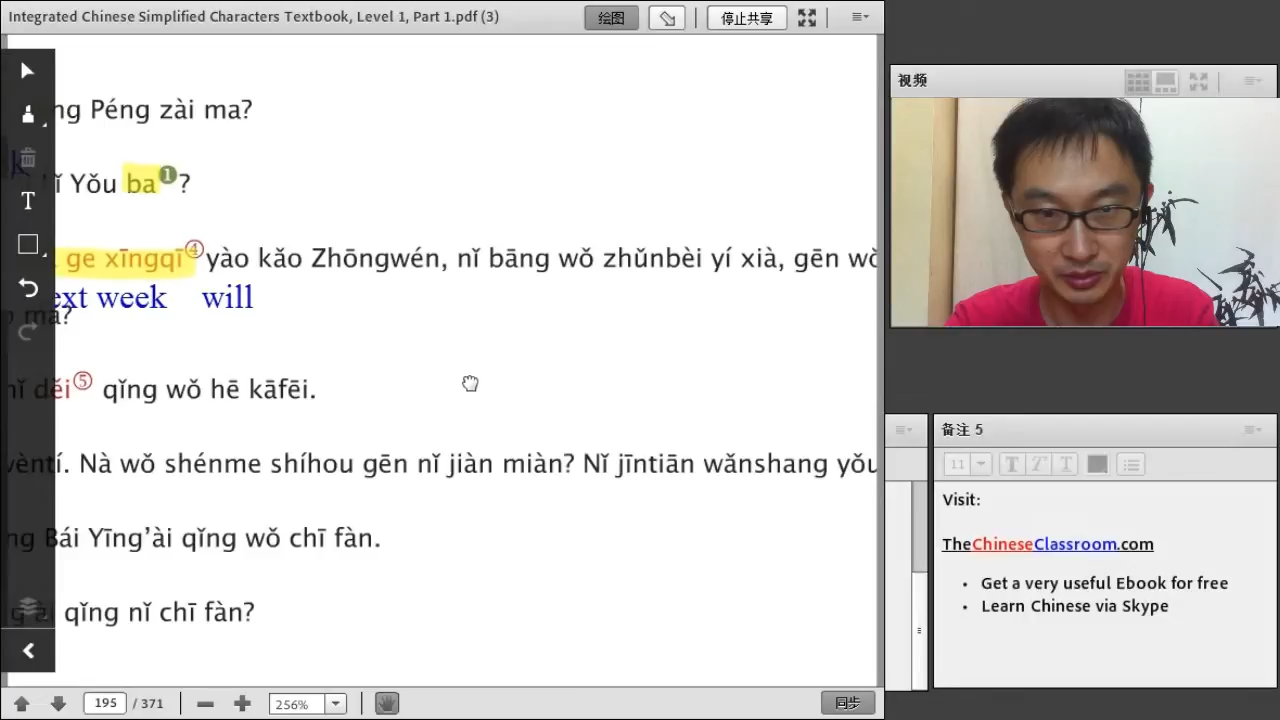 Integrated Chinese Simplified Characters Textbook, Level 1, Part 1.pdf (3)
绘图
停止共享
视频
ng Péng zài ma?
ǐ Yǒu ba❶?
ge xīngqī④ yào kǎo Zhōngwén, nǐ bāng wǒ zhǔnbèi yí xià, gēn wǒ
ext week will
ma?
nǐ děi⑤ qǐng wǒ hē kāfēi.
wèntí. Nà wǒ shénme shíhou gēn nǐ jiàn miàn? Nǐ jīntiān wǎnshang yǒu
ng Bái Yīng'ài qǐng wǒ chī fàn.
g'ài qǐng nǐ chī fàn?
195 / 371
256%
同步
备注 5
11
T T T
Visit:
TheChineseClassroom.com
• Get a very useful Ebook for free
• Learn Chinese via Skype